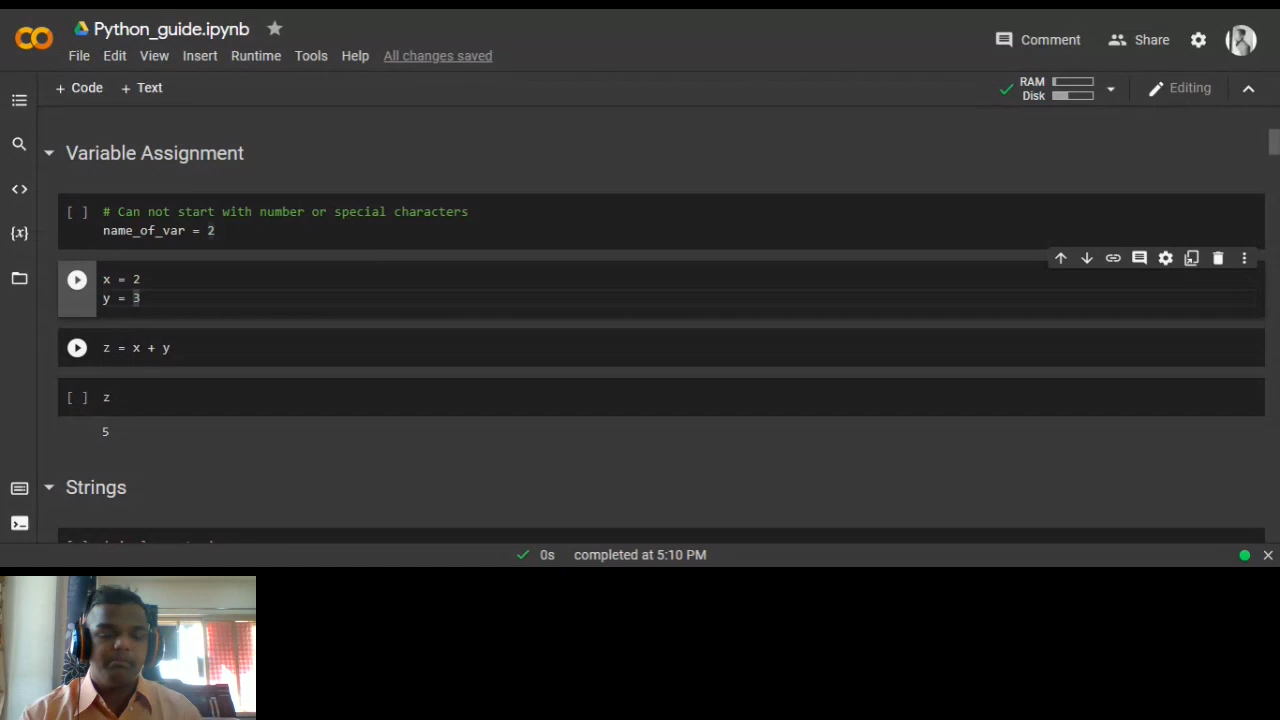 Python_guide.ipynb
Comment
Share
File Edit View Insert Runtime Tools Help All changes saved
+ Code + Text
RAM
Disk
Editing
Variable Assignment
[ ] # Can not start with number or special characters
name_of_var = 2
x = 2
y = 3
z = x + y
[ ] z
5
Strings
0s completed at 5:10 PM